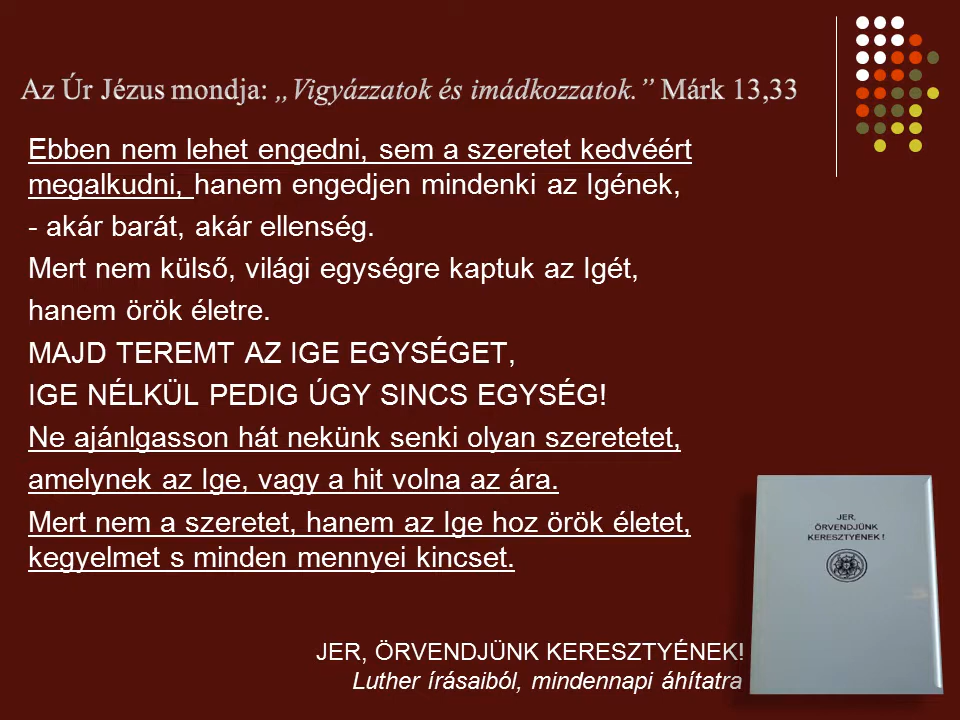 Az Úr Jézus mondja: „Vigyázzatok és imádkozzatok.” Márk 13,33
Ebben nem lehet engedni, sem a szeretet kedvéért
megalkudni, hanem engedjen mindenki az Igének,
- akár barát, akár ellenség.
Mert nem külső, világi egységre kaptuk az Igét,
hanem örök életre.
MAJD TEREMT AZ IGE EGYSÉGET,
IGE NÉLKÜL PEDIG ÚGY SINCS EGYSÉG!
Ne ajánlgasson hát nekünk senki olyan szeretetet,
amelynek az Ige, vagy a hit volna az ára.
Mert nem a szeretet, hanem az Ige hoz örök életet,
kegyelmet s minden mennyei kincset.
JER,
ÖRVENDJÜNK
KERESZTYÉNEK !
JER, ÖRVENDJÜNK KERESZTYÉNEK!
Luther írásaiból, mindennapi áhítatra